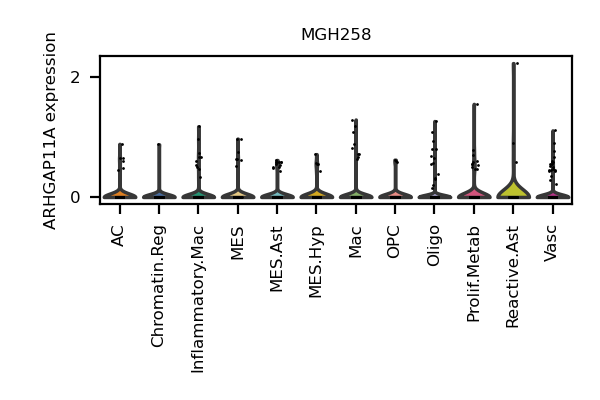 MGH258
ARHGAP11A expression
2
0
AC
Chromatin.Reg
Inflammatory.Mac
MES
MES.Ast
MES.Hyp
Mac
OPC
Oligo
Prolif.Metab
Reactive.Ast
Vasc